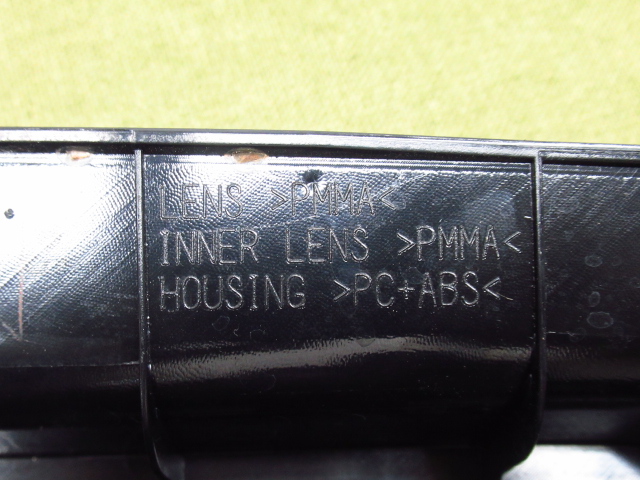 LENS >PMMA<
INNER LENS >PMMA<
HOUSING >PC+ABS<